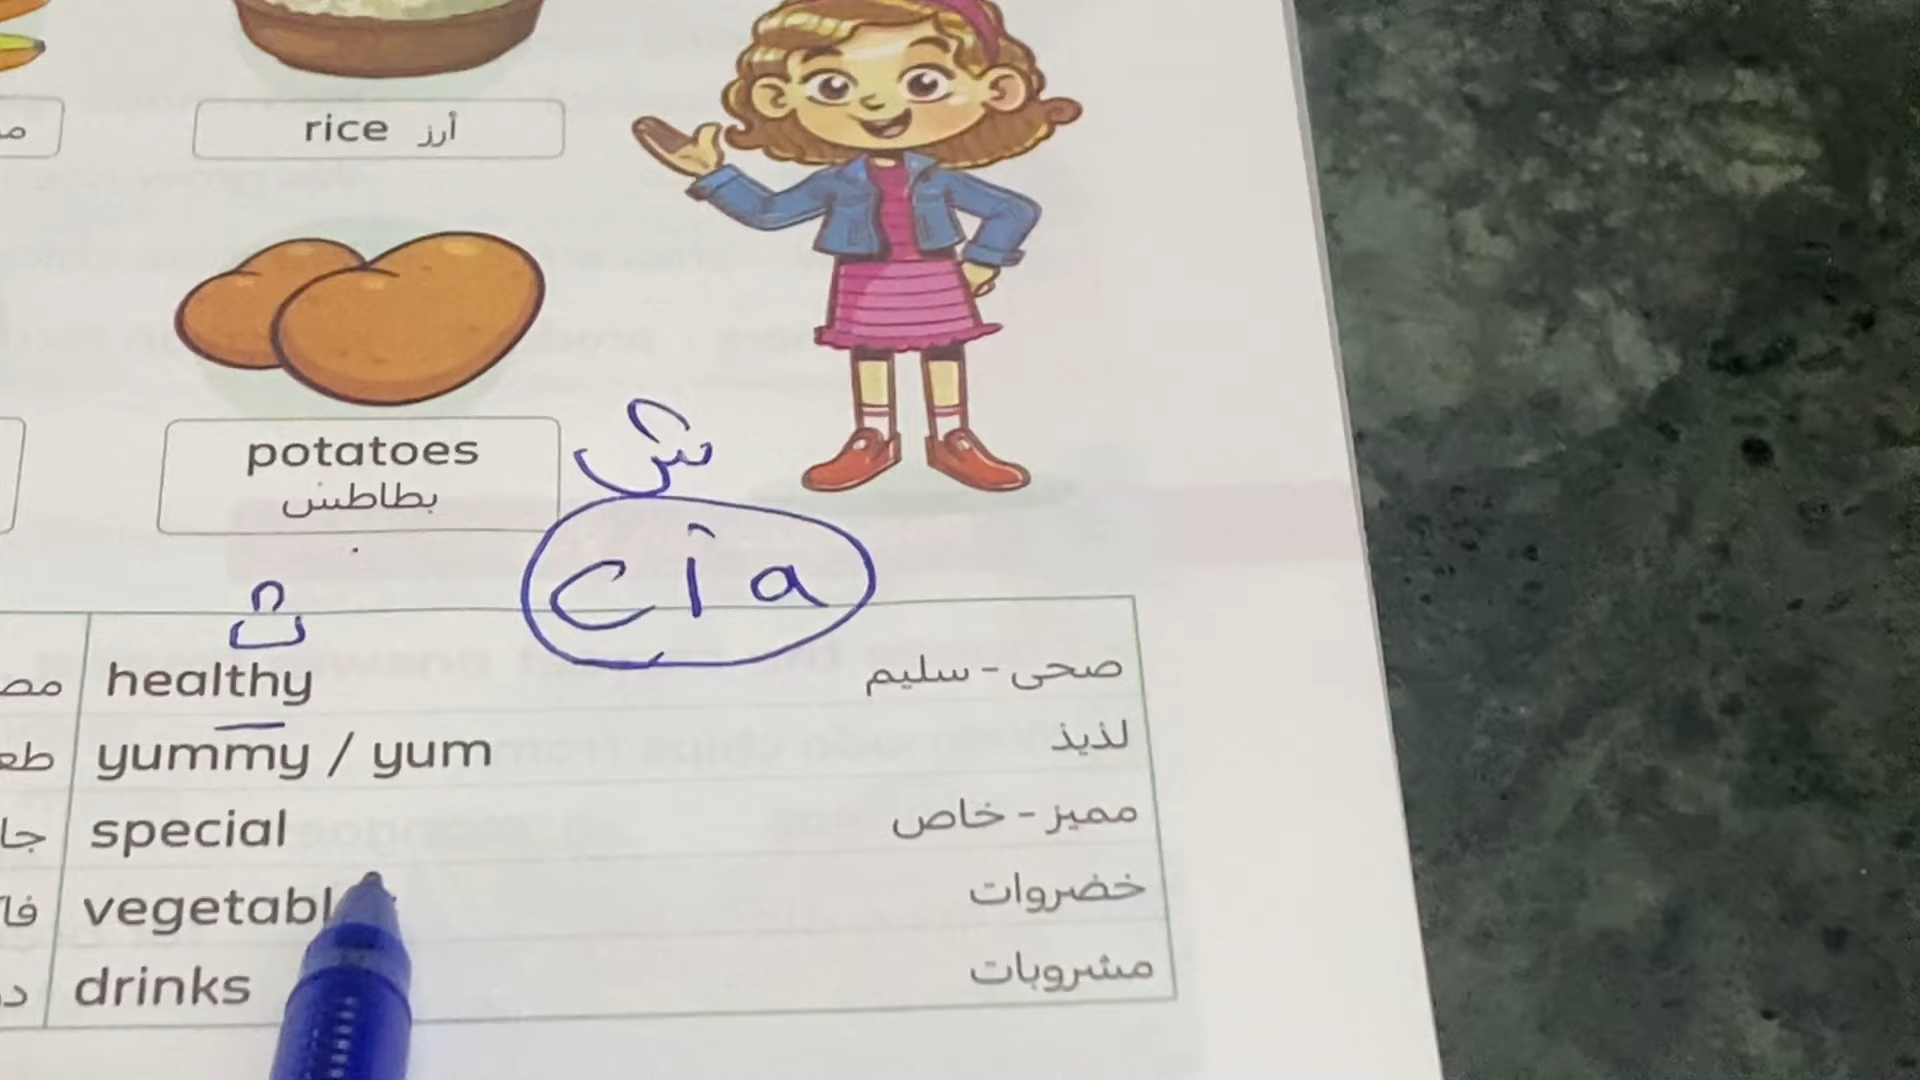 rice أرز
potatoes
بطاطس
ش
cia
ث
healthy صحى - سليم
yummy / yum لذيذ
special مميز - خاص
خضروات
drinks مشروبات